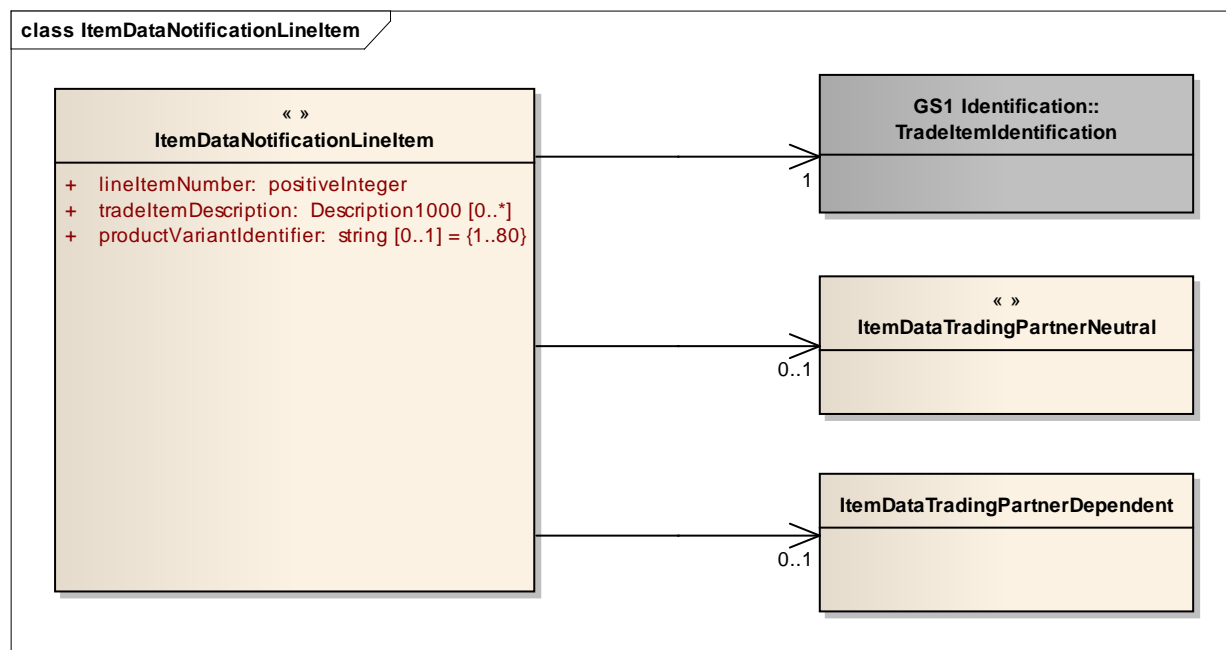 class ItemDataNotificationLineItem
« »
ItemDataNotificationLineItem
+ lineItemNumber: positiveInteger
+ tradeItemDescription: Description1000 [0..*]
+ productVariantIdentifier: string [0..1] = {1..80}
GS1 Identification::
TradeItemIdentification
1
« »
ItemDataTradingPartnerNeutral
0..1
ItemDataTradingPartnerDependent
0..1